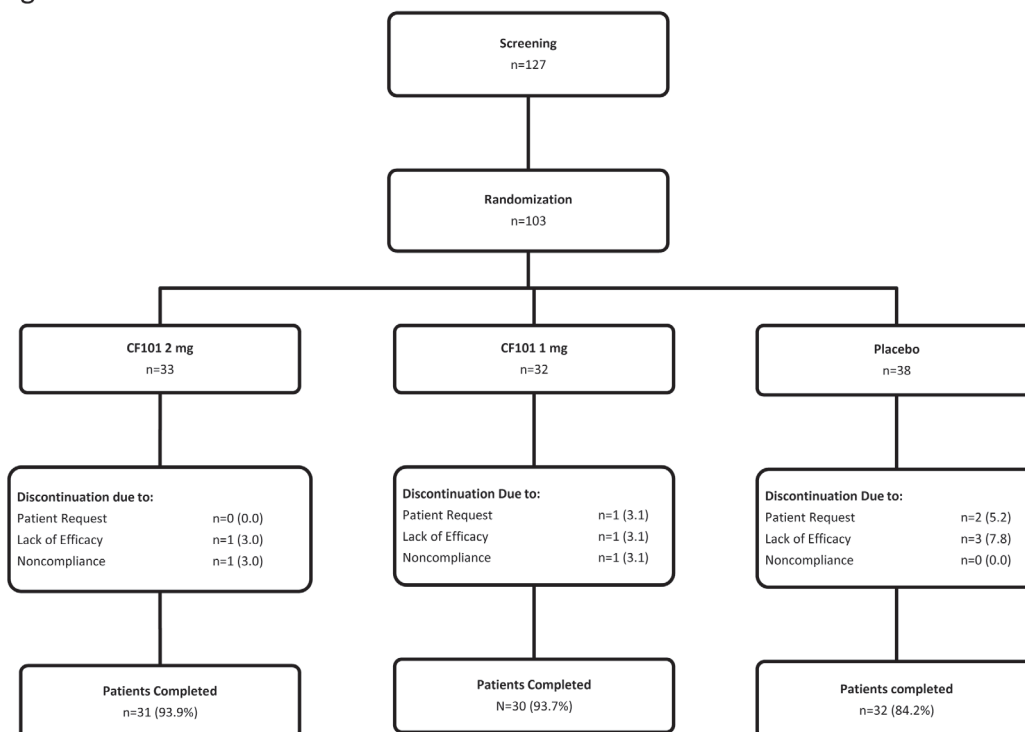 Screening
n=127
Randomization
n=103
CF101 2 mg
n=33
CF101 1 mg
n=32
Placebo
n=38
Discontinuation due to:
Patient Request n=0 (0.0)
Lack of Efficacy n=1 (3.0)
Noncompliance n=1 (3.0)
Discontinuation Due to:
Patient Request n=1 (3.1)
Lack of Efficacy n=1 (3.1)
Noncompliance n=1 (3.1)
Discontinuation Due to:
Patient Request n=2 (5.2)
Lack of Efficacy n=3 (7.8)
Noncompliance n=0 (0.0)
Patients Completed
n=31 (93.9%)
Patients Completed
N=30 (93.7%)
Patients completed
n=32 (84.2%)